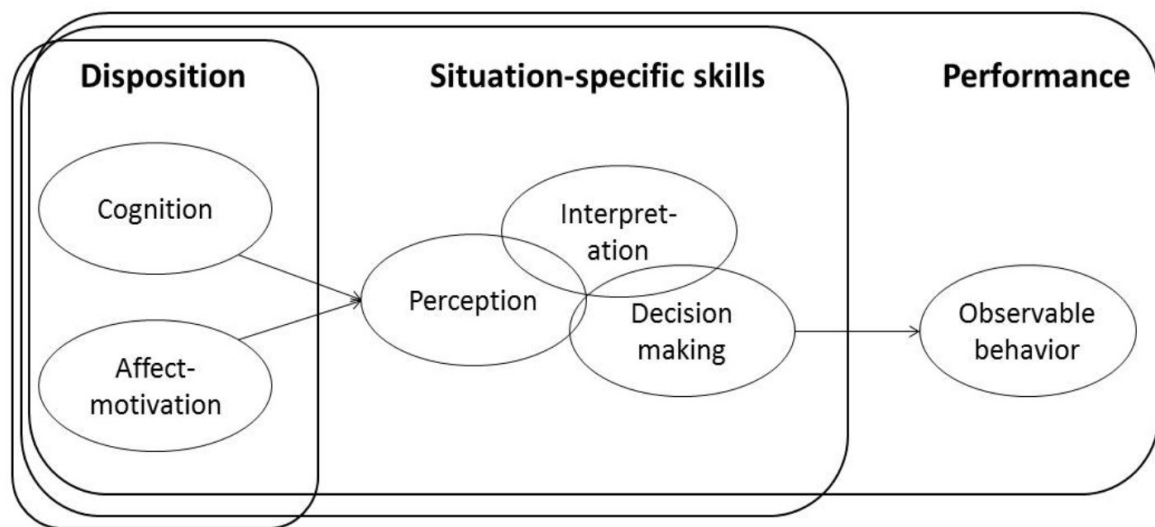 Disposition
Situation-specific skills
Performance
Cognition
Affect-
motivation
Perception
Interpret-
ation
Decision
making
Observable
behavior